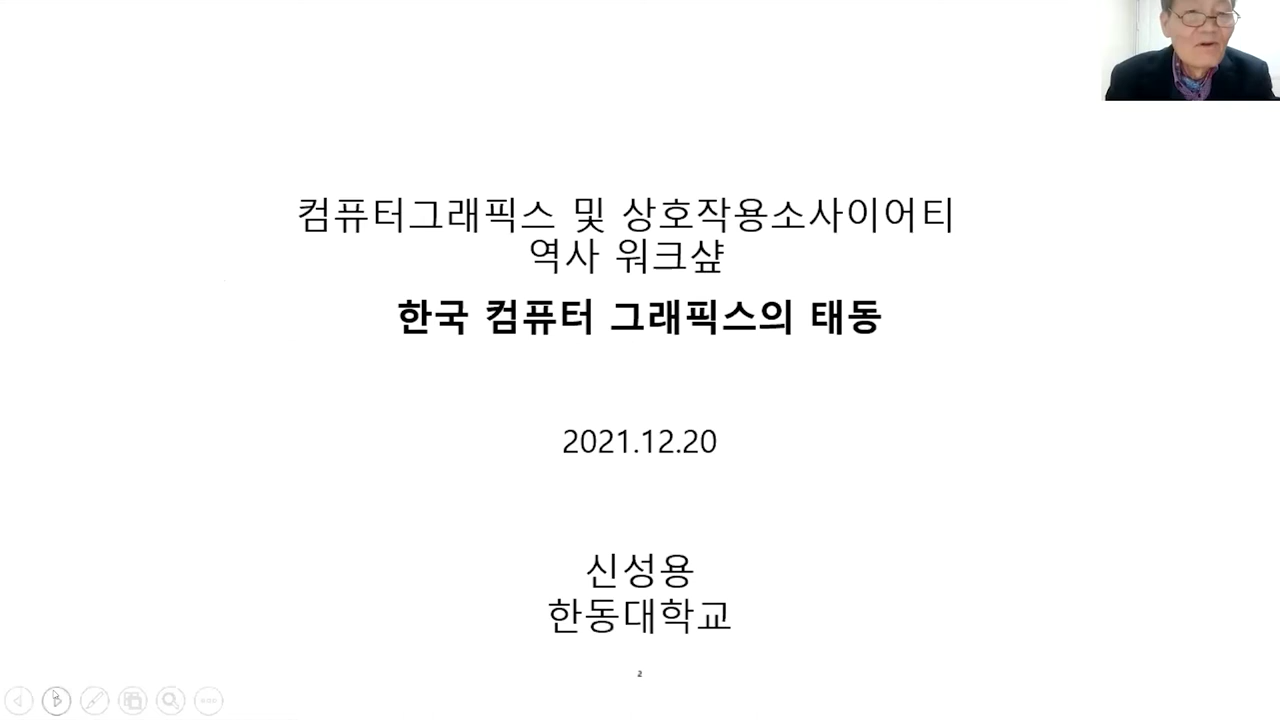 컴퓨터그래픽스 및 상호작용소사이어티
역사 워크샾
한국 컴퓨터 그래픽스의 태동
2021.12.20
신성용
한동대학교
2